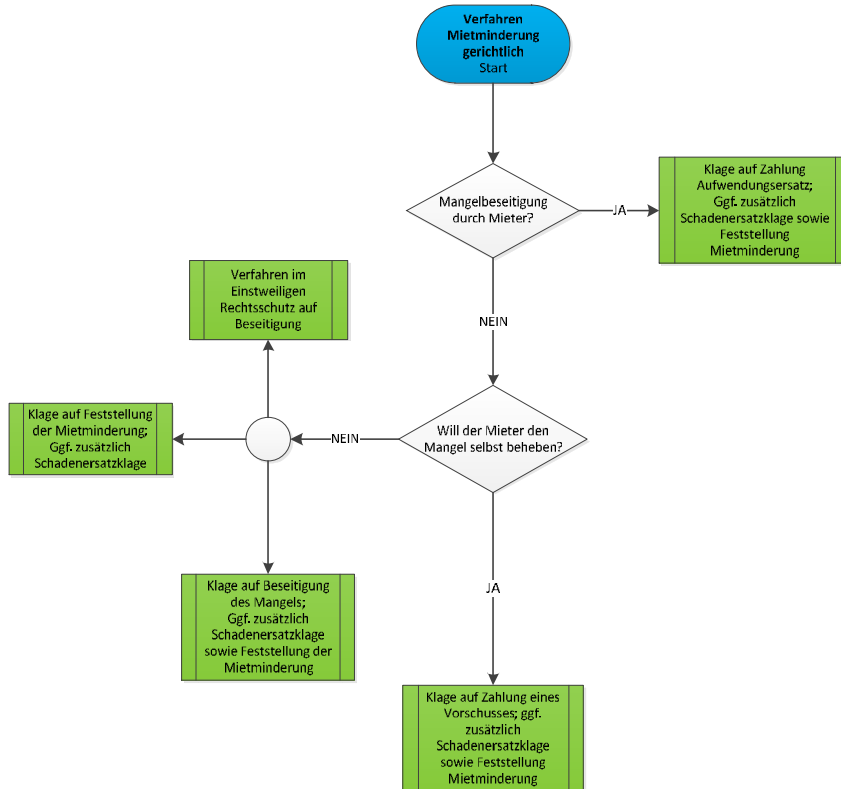 Verfahren
Mietminderung
gerichtlich
Start
Mangelbeseitigung
durch Mieter?
JA
Klage auf Zahlung
Aufwendungsersatz;
Ggf. zusätzlich
Schadenersatzklage sowie
Feststellung
Mietminderung
NEIN
Verfahren im
Einstweiligen
Rechtsschutz auf
Beseitigung
Will der Mieter den
Mangel selbst beheben?
NEIN
Klage auf Feststellung
der Mietminderung;
Ggf. zusätzlich
Schadenersatzklage
Klage auf Beseitigung
des Mangels;
Ggf. zusätzlich
Schadenersatzklage
sowie Feststellung der
Mietminderung
JA
Klage auf Zahlung eines
Vorschusses; ggf.
zusätzlich
Schadenersatzklage
sowie Feststellung
Mietminderung